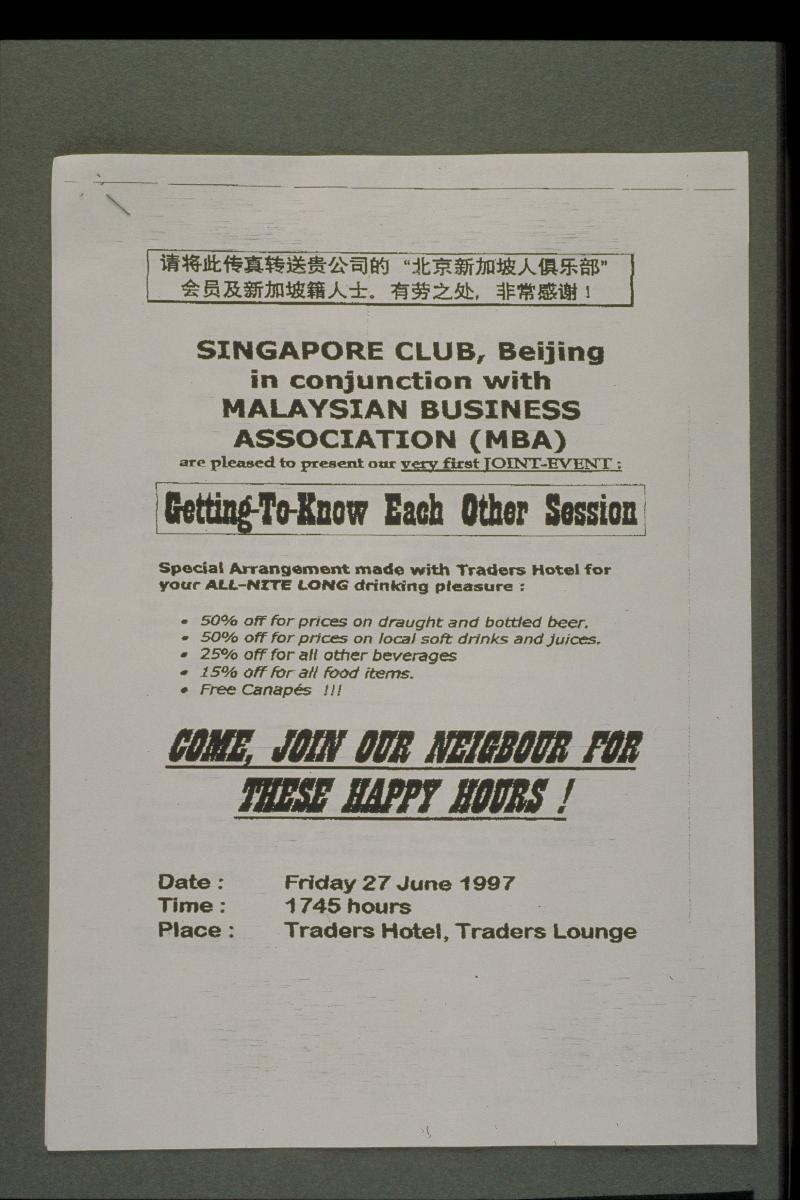 请将此传真转送贵公司的 “北京新加坡人俱乐部”
会员及新加坡籍人士。有劳之处, 非常感谢！
SINGAPORE CLUB, Beijing
in conjunction with
MALAYSIAN BUSINESS
ASSOCIATION (MBA)
are pleased to present our very first JOINT-EVENT :
Getting-To-Know Each Other Session
Special Arrangement made with Traders Hotel for
your ALL-NITE LONG drinking pleasure :
• 50% off for prices on draught and bottled beer.
• 50% off for prices on local soft drinks and juices.
• 25% off for all other beverages
• 15% off for all food items.
• Free Canapés !!!
COME, JOIN OUR NEIGBOUR FOR
THESE HAPPY HOURS !
Date : Friday 27 June 1997
Time : 1745 hours
Place : Traders Hotel, Traders Lounge